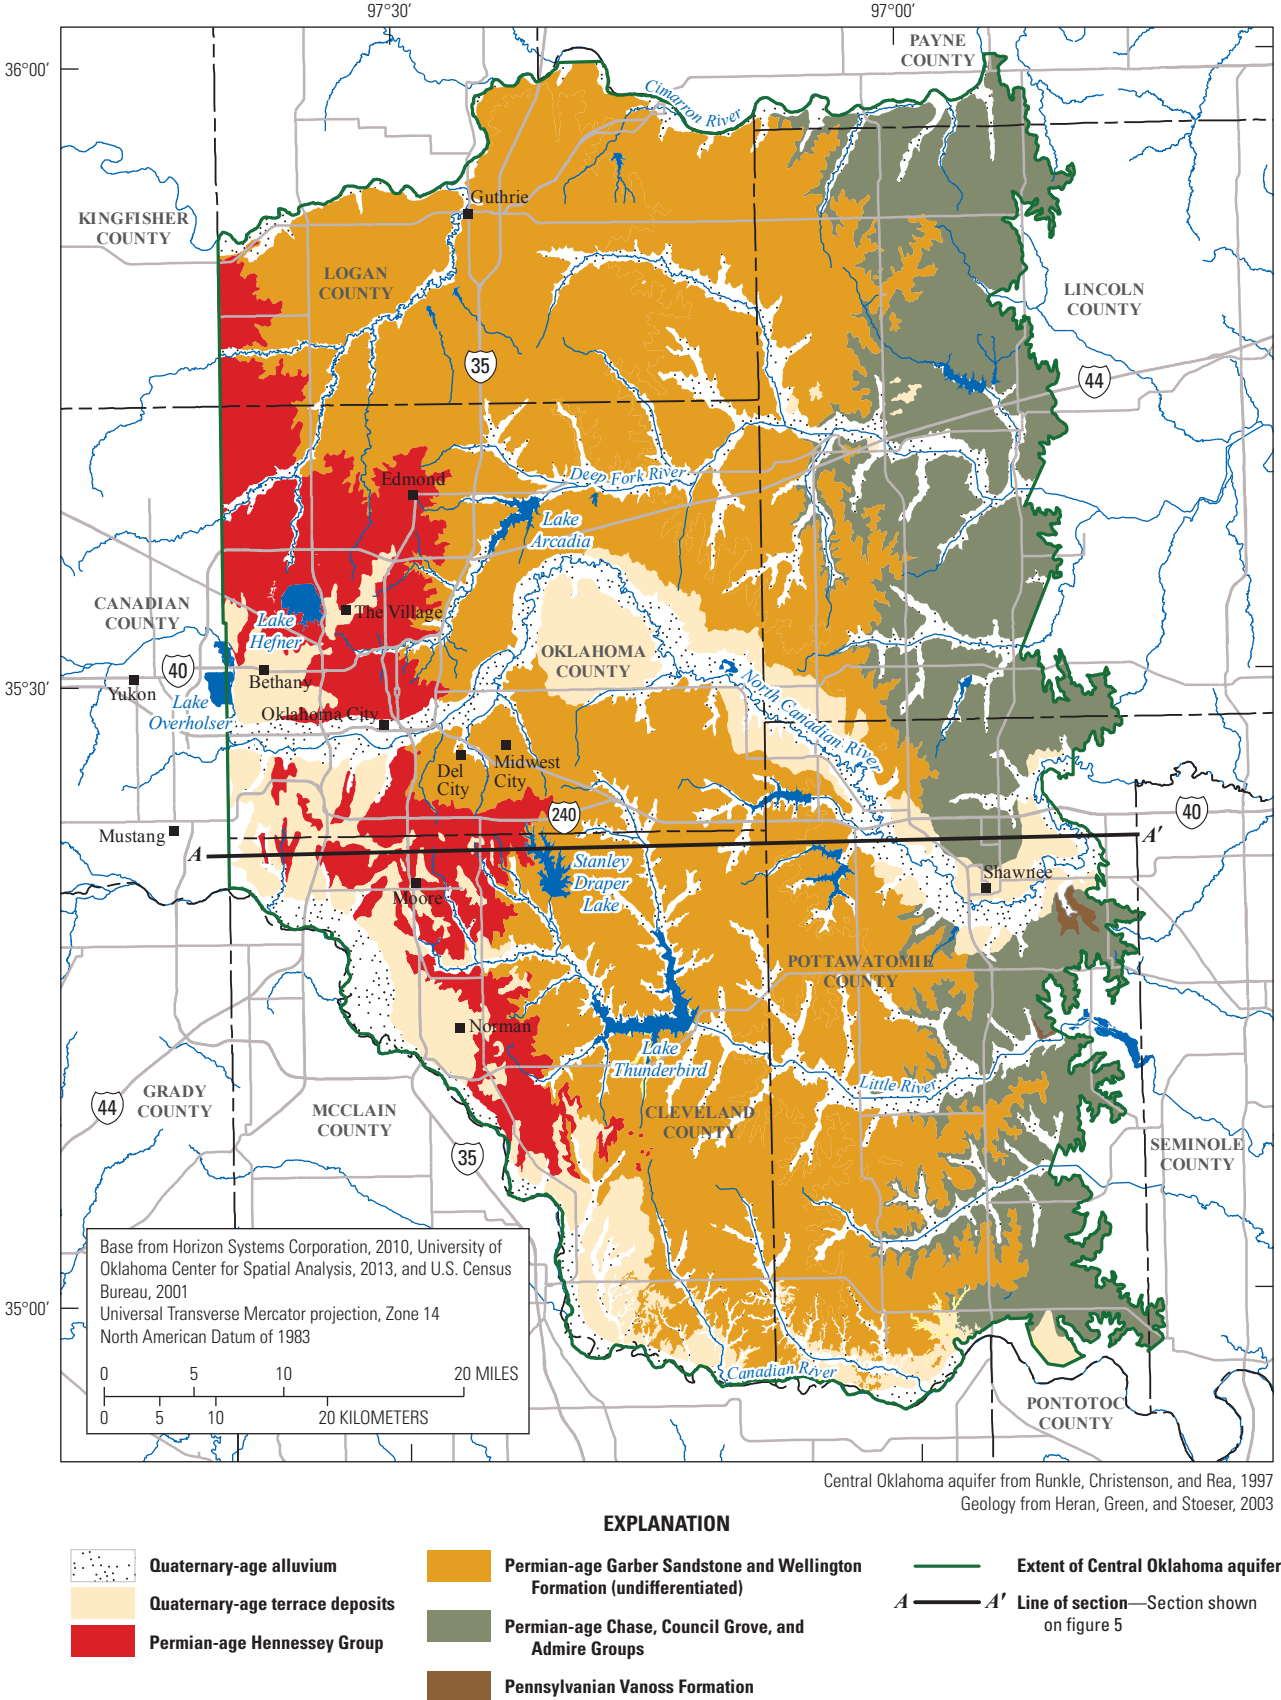 97°30′
97°00′
36°00′
PAYNE
COUNTY
Cimarron River
Guthrie
KINGFISHER
COUNTY
LOGAN
COUNTY
LINCOLN
COUNTY
35
44
Edmond
Deep Fork River
Lake
Arcadia
CANADIAN
COUNTY
The Village
Lake
Hefner
OKLAHOMA
COUNTY
40
Bethany
35°30′
Yukon
Lake
Overholser
Oklahoma City
North Canadian River
Del
City
Midwest
City
240
40
Mustang
A
A′
Stanley
Draper
Lake
Shawnee
Moore
POTTAWATOMIE
COUNTY
Norman
Lake
Thunderbird
Little River
44
GRADY
COUNTY
MCCLAIN
COUNTY
CLEVELAND
COUNTY
35
SEMINOLE
COUNTY
Base from Horizon Systems Corporation, 2010, University of
Oklahoma Center for Spatial Analysis, 2013, and U.S. Census
Bureau, 2001
Universal Transverse Mercator projection, Zone 14
North American Datum of 1983
35°00′
0 5 10 20 MILES
0 5 10 20 KILOMETERS
Canadian River
PONTOTOC
COUNTY
Central Oklahoma aquifer from Runkle, Christenson, and Rea, 1997
Geology from Heran, Green, and Stoeser, 2003
EXPLANATION
Quaternary-age alluvium
Quaternary-age terrace deposits
Permian-age Hennessey Group
Permian-age Garber Sandstone and Wellington
Formation (undifferentiated)
Permian-age Chase, Council Grove, and
Admire Groups
Pennsylvanian Vanoss Formation
Extent of Central Oklahoma aquifer
A A′ Line of section—Section shown
on figure 5